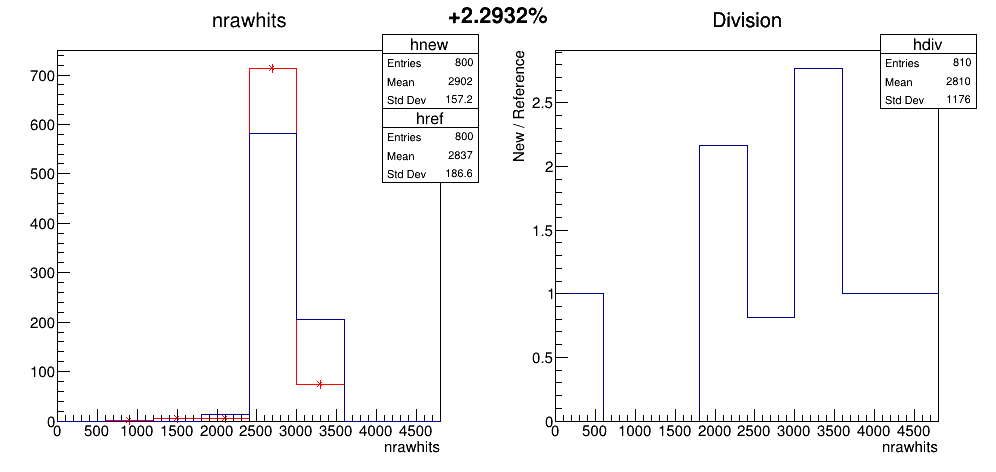 +2.2932%
nrawhits
hnew
Entries 800
Mean 2902
Std Dev 157.2
href
Entries 800
Mean 2837
Std Dev 186.6
700
600
500
400
300
200
100
0
0 500 1000 1500 2000 2500 3000 3500 4000 4500
nrawhits
Division
hdiv
Entries 810
Mean 2810
Std Dev 1176
New / Reference
2.5
2
1.5
1
0.5
0
0 500 1000 1500 2000 2500 3000 3500 4000 4500
nrawhits